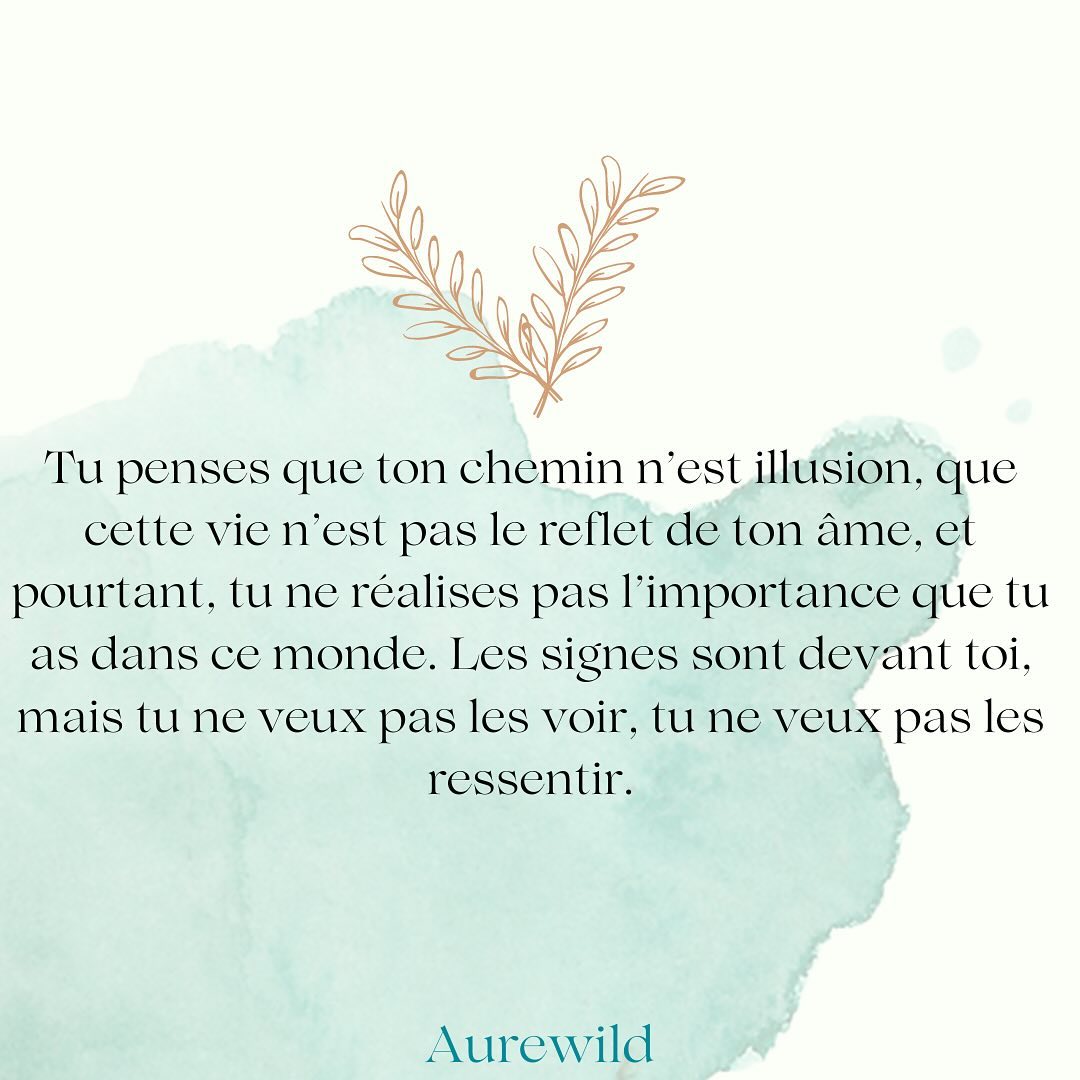 Tu penses que ton chemin n’est illusion, que
cette vie n’est pas le reflet de ton âme, et
pourtant, tu ne réalises pas l’importance que tu
as dans ce monde. Les signes sont devant toi,
mais tu ne veux pas les voir, tu ne veux pas les
ressentir.
Aurewild